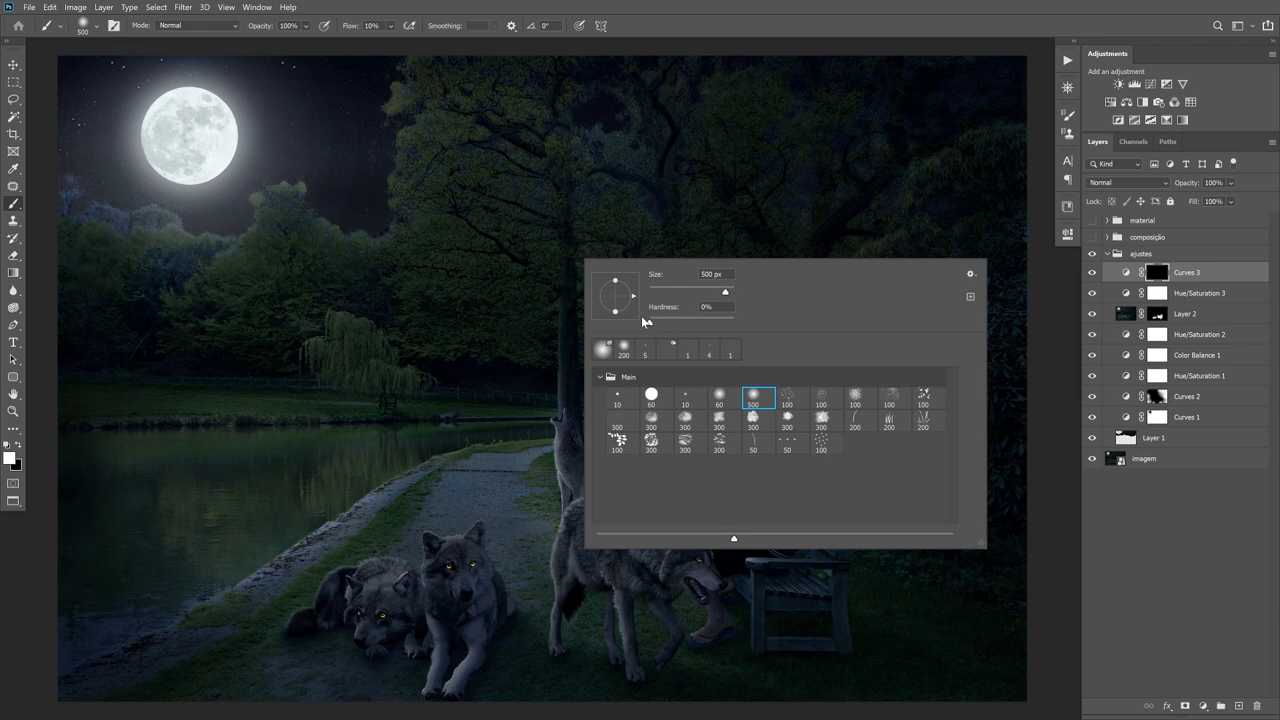 Ps File Edit Image Layer Type Select Filter 3D View Window Help
500 Mode: Normal Opacity: 100% Flow: 10% Smoothing: 0°
Adjustments
Add an adjustment
Layers Channels Paths
Kind
Normal Opacity: 100%
Lock: Fill: 100%
material
composição
ajustes
Curves 3
Hue/Saturation 3
Layer 2
Hue/Saturation 2
Color Balance 1
Hue/Saturation 1
Curves 2
Curves 1
Layer 1
imagem
fx
Size: 500 px
Hardness: 0%
200 5 1 4 1
Main
10 60 10 60 500 100 100 100 100 100
300 300 300 300 300 300 300 200 200 200
100 300 300 300 50 50 100